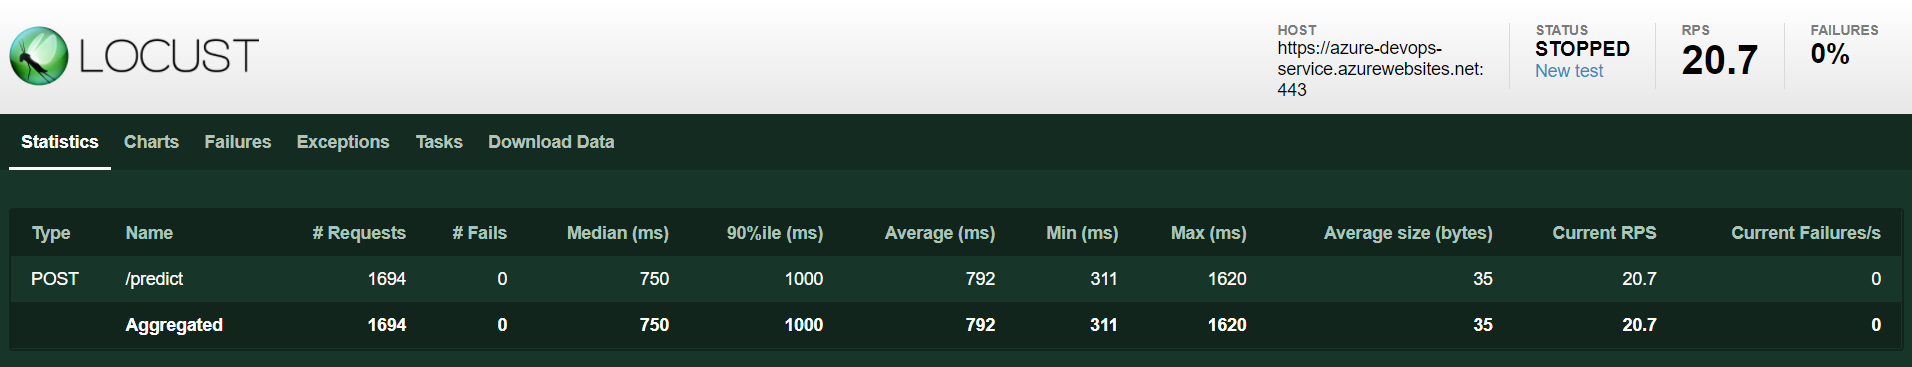 LOCUST
HOST
https://azure-devops-
service.azurewebsites.net:
443
STATUS
STOPPED
New test
RPS
20.7
FAILURES
0%
Statistics Charts Failures Exceptions Tasks Download Data
Type Name # Requests # Fails Median (ms) 90%ile (ms) Average (ms) Min (ms) Max (ms) Average size (bytes) Current RPS Current Failures/s
POST /predict 1694 0 750 1000 792 311 1620 35 20.7 0
Aggregated 1694 0 750 1000 792 311 1620 35 20.7 0